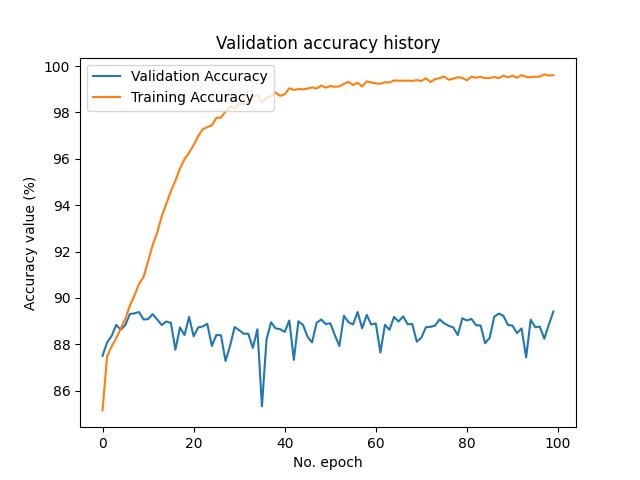 Validation accuracy history
Accuracy value (%)
100
98
96
94
92
90
88
86
Validation Accuracy
Training Accuracy
0 20 40 60 80 100
No. epoch